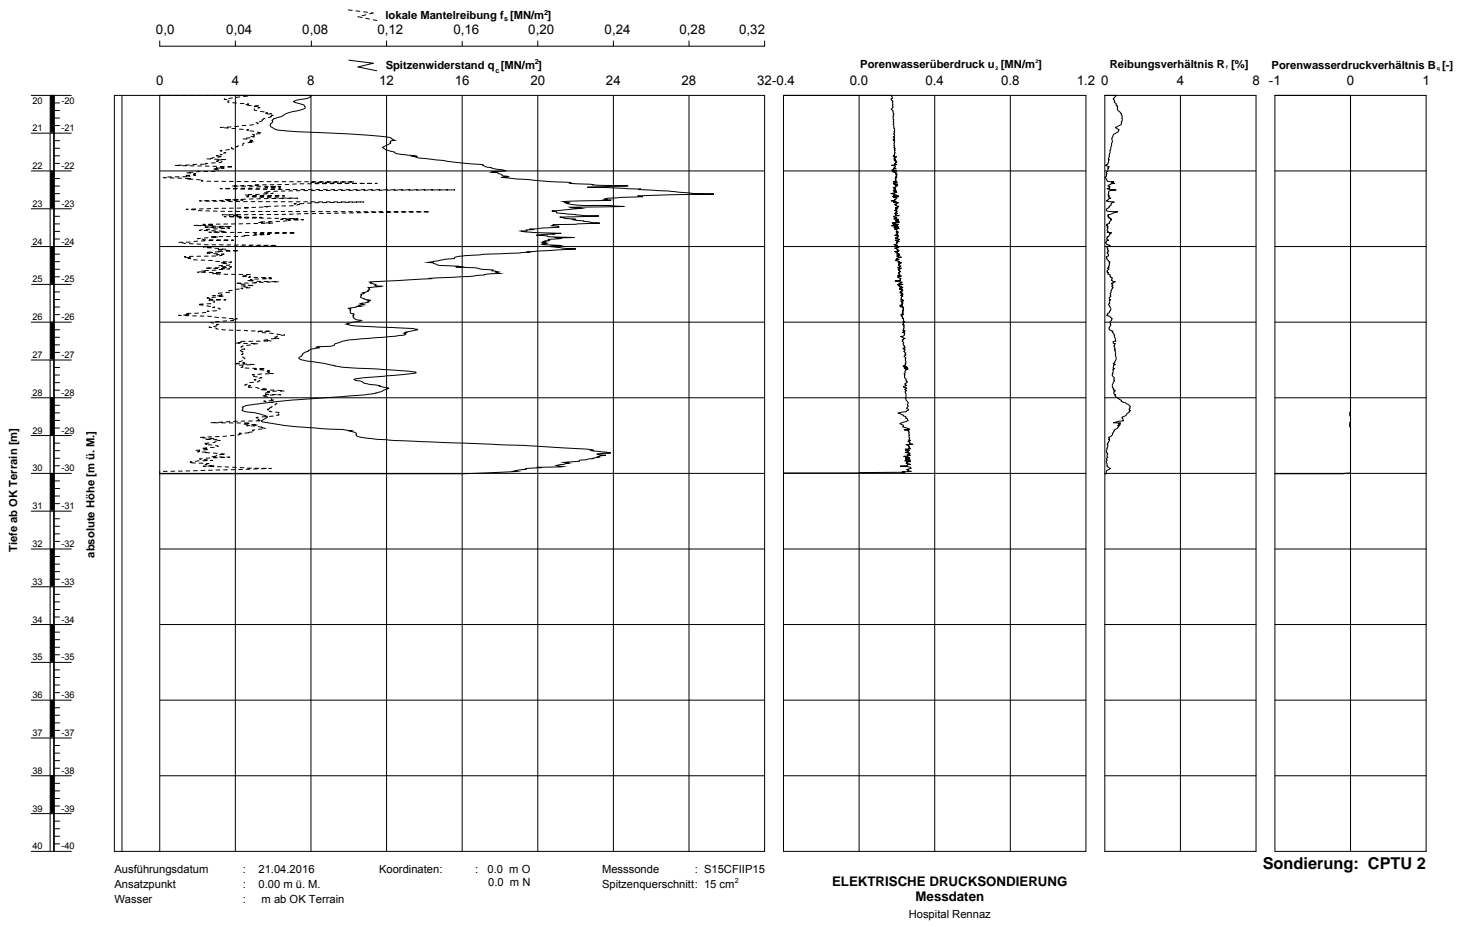 lokale Mantelreibung fs [MN/m²]
0,0 0,04 0,08 0,12 0,16 0,20 0,24 0,28 0,32
Spitzenwiderstand qc [MN/m²]
0 4 8 12 16 20 24 28 32
Porenwasserüberdruck u2 [MN/m²]
-0.4 0.0 0.4 0.8 1.2
Reibungsverhältnis Rf [%]
0 4 8
Porenwasserdruckverhältnis Bq [-]
-1 0 1
Tiefe ab OK Terrain [m]
absolute Höhe [m ü. M.]
20 -20
21 -21
22 -22
23 -23
24 -24
25 -25
26 -26
27 -27
28 -28
29 -29
30 -30
31 -31
32 -32
33 -33
34 -34
35 -35
36 -36
37 -37
38 -38
39 -39
40 -40
Ausführungsdatum : 21.04.2016 Koordinaten: : 0.0 m O Messsonde : S15CFIIP15
Ansatzpunkt : 0.00 m ü. M. 0.0 m N Spitzenquerschnitt: 15 cm²
Wasser : m ab OK Terrain
ELEKTRISCHE DRUCKSONDIERUNG
Messdaten
Hospital Rennaz
Sondierung: CPTU 2